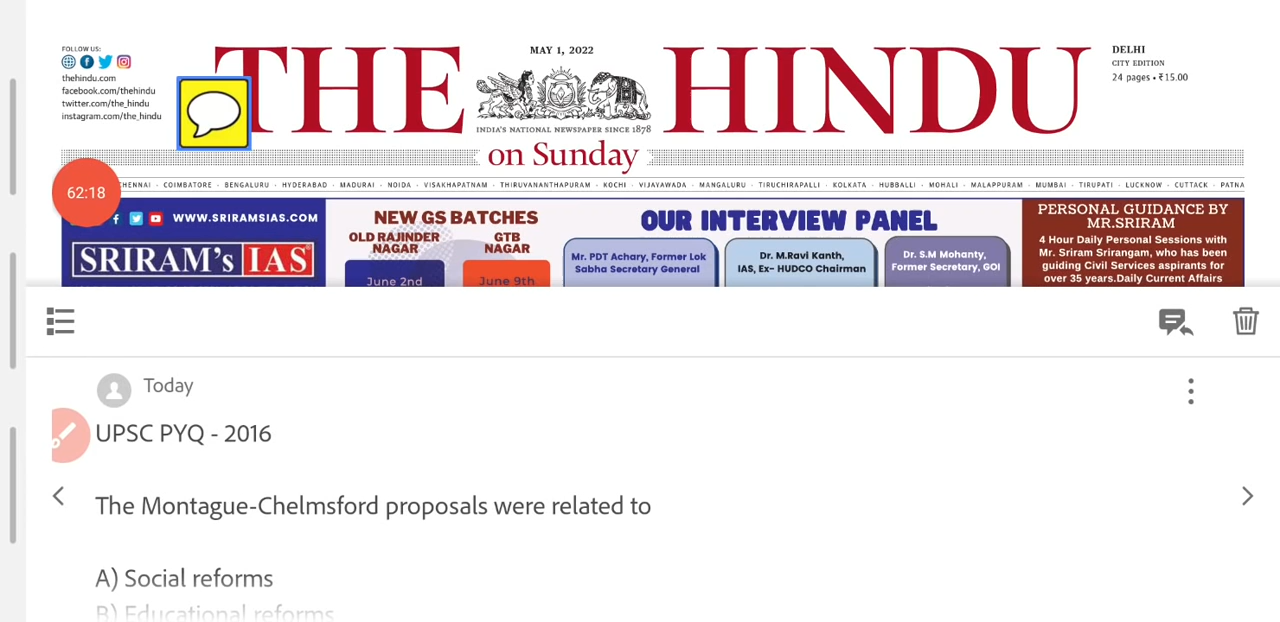 FOLLOW US:
thehindu.com
facebook.com/thehindu
twitter.com/the_hindu
instagram.com/the_hindu
MAY 1, 2022
THE HINDU
INDIA'S NATIONAL NEWSPAPER SINCE 1878
on Sunday
DELHI
CITY EDITION
24 pages • ₹15.00
62:18
CHENNAI · COIMBATORE · BENGALURU · HYDERABAD · MADURAI · NOIDA · VISAKHAPATNAM · THIRUVANANTHAPURAM · KOCHI · VIJAYAWADA · MANGALURU · TIRUCHIRAPALLI · KOLKATA · HUBBALLI · MOHALI · MALAPPURAM · MUMBAI · TIRUPATI · LUCKNOW · CUTTACK · PATNA
WWW.SRIRAMSIAS.COM
SRIRAM's IAS
NEW GS BATCHES
OLD RAJINDER
NAGAR
June 2nd
GTB
NAGAR
June 9th
OUR INTERVIEW PANEL
Mr. PDT Achary, Former Lok
Sabha Secretary General
Dr. M.Ravi Kanth,
IAS, Ex- HUDCO Chairman
Dr. S.M Mohanty,
Former Secretary, GOI
PERSONAL GUIDANCE BY
MR.SRIRAM
4 Hour Daily Personal Sessions with
Mr. Sriram Srirangam, who has been
guiding Civil Services aspirants for
over 35 years.Daily Current Affairs
Today
UPSC PYQ - 2016
The Montague-Chelmsford proposals were related to
A) Social reforms
B) Educational reforms